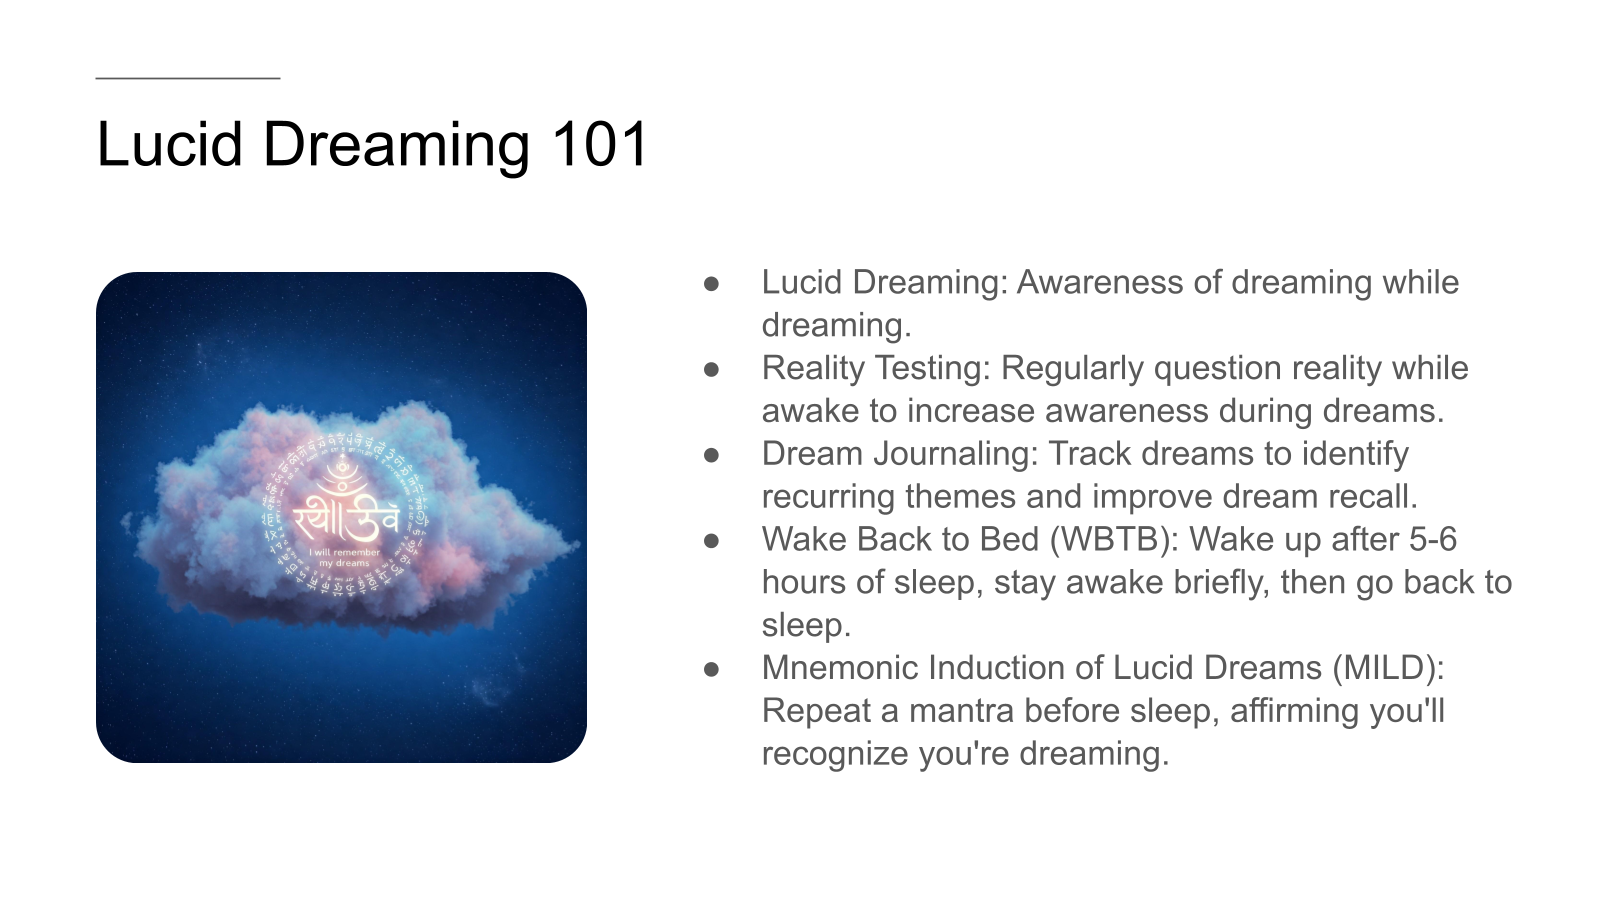 Lucid Dreaming 101
I will remember
my dreams
● Lucid Dreaming: Awareness of dreaming while
dreaming.
● Reality Testing: Regularly question reality while
awake to increase awareness during dreams.
● Dream Journaling: Track dreams to identify
recurring themes and improve dream recall.
● Wake Back to Bed (WBTB): Wake up after 5-6
hours of sleep, stay awake briefly, then go back to
sleep.
● Mnemonic Induction of Lucid Dreams (MILD):
Repeat a mantra before sleep, affirming you'll
recognize you're dreaming.